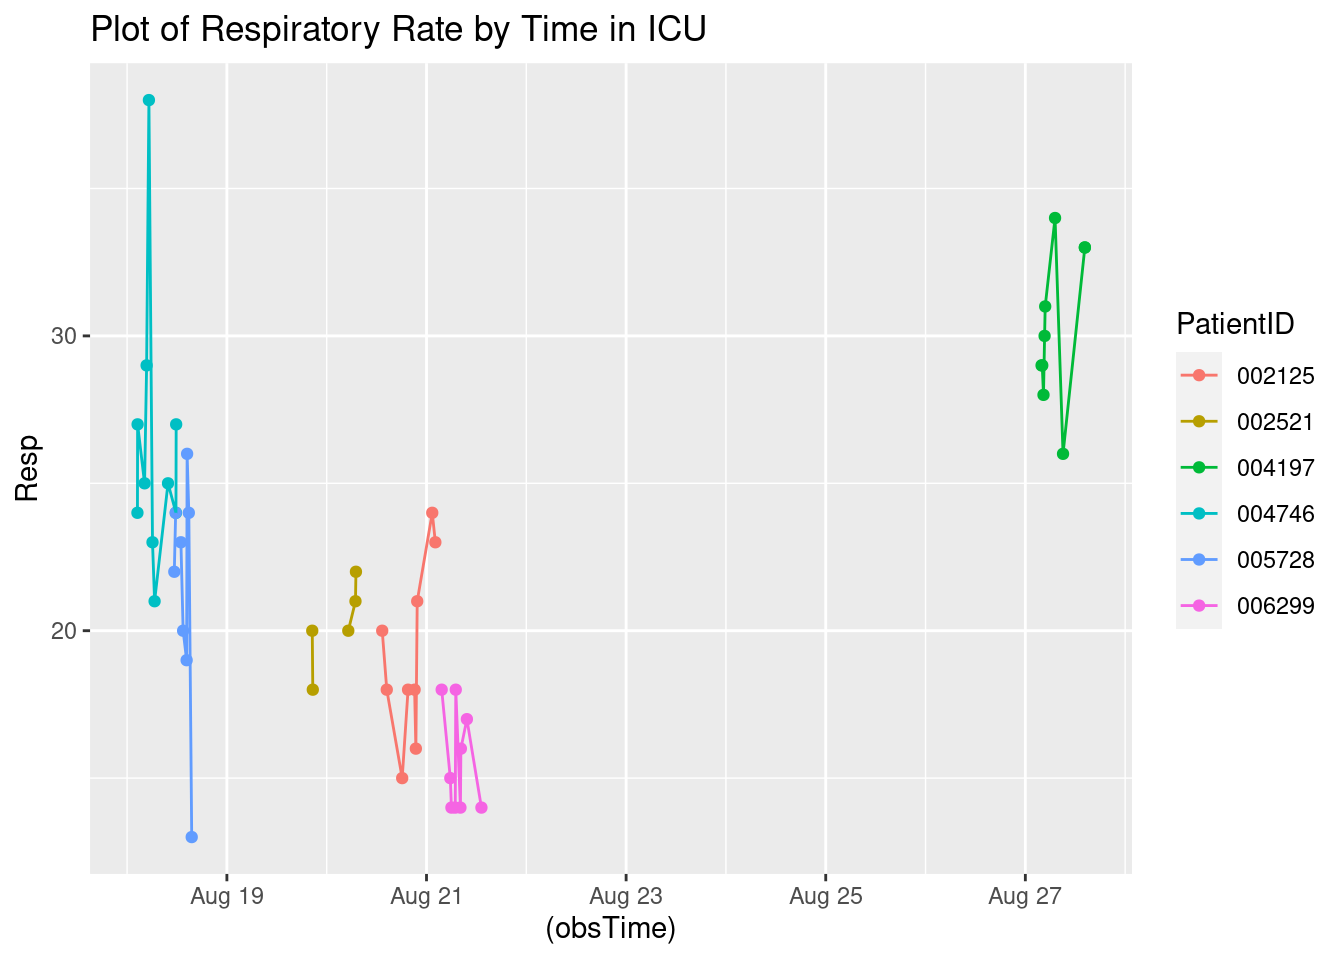 Plot of Respiratory Rate by Time in ICU
Resp
30
20
Aug 19
Aug 21
Aug 23
Aug 25
Aug 27
(obsTime)
PatientID
002125
002521
004197
004746
005728
006299